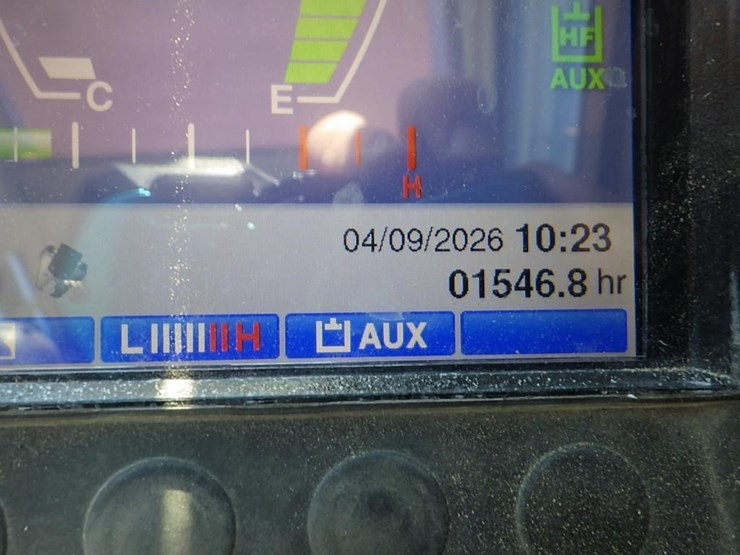 HF
AUX
C
E
H
04/09/2026 10:23
01546.8 hr
L H
AUX